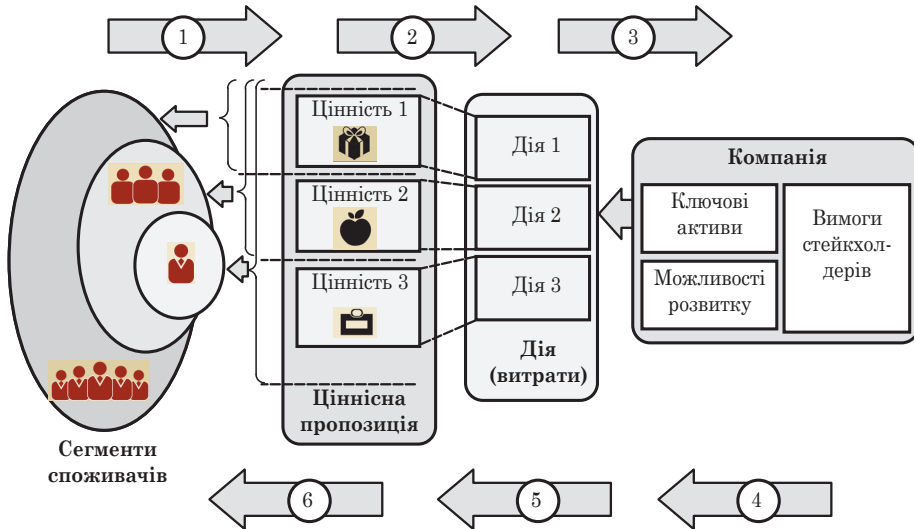 1
2
3
Цінність 1
Цінність 2
Цінність 3
Ціннісна
пропозиція
Дія 1
Дія 2
Дія 3
Дія
(витрати)
Компанія
Ключові
активи
Можливості
розвитку
Вимоги
стейкхол-
дерів
Сегменти
споживачів
6
5
4